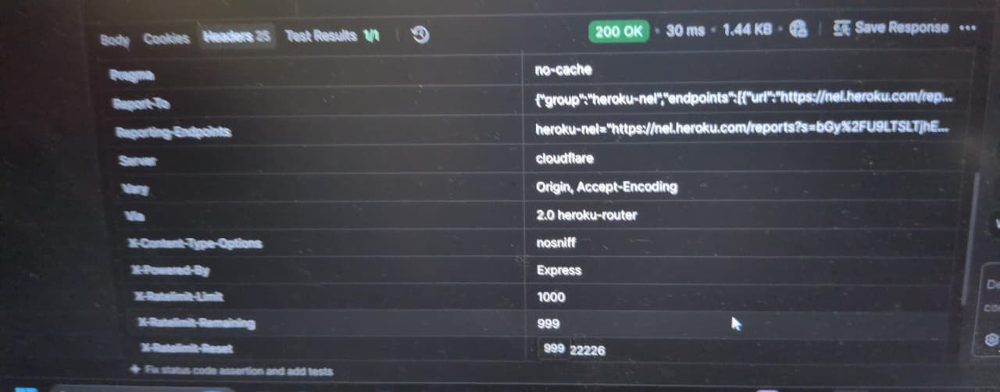 Body Cookies Headers 25 Test Results 1/1 200 OK • 30 ms • 1.44 KB • Save Response
Pragma no-cache
Report-To {"group":"heroku-nel","endpoints":[{"url":"https://nel.heroku.com/rep...
Reporting-Endpoints heroku-nel="https://nel.heroku.com/reports?s=bGy%2FU9LTSLTjhE...
Server cloudflare
Vary Origin, Accept-Encoding
Via 2.0 heroku-router
X-Content-Type-Options nosniff
X-Powered-By Express
X-Ratelimit-Limit 1000
X-Ratelimit-Remaining 999
X-Ratelimit-Reset 999 22226
Fix status code assertion and add tests